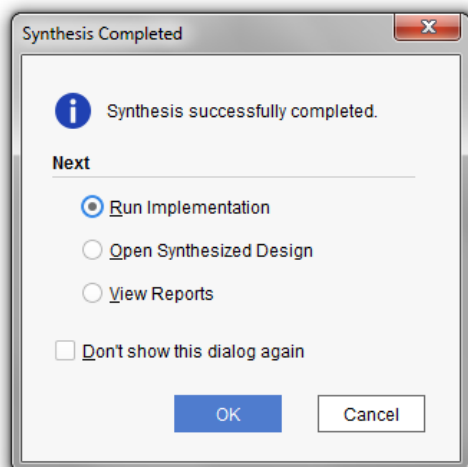 Synthesis Completed
Synthesis successfully completed.
Next
Run Implementation
Open Synthesized Design
View Reports
Don't show this dialog again
OK
Cancel